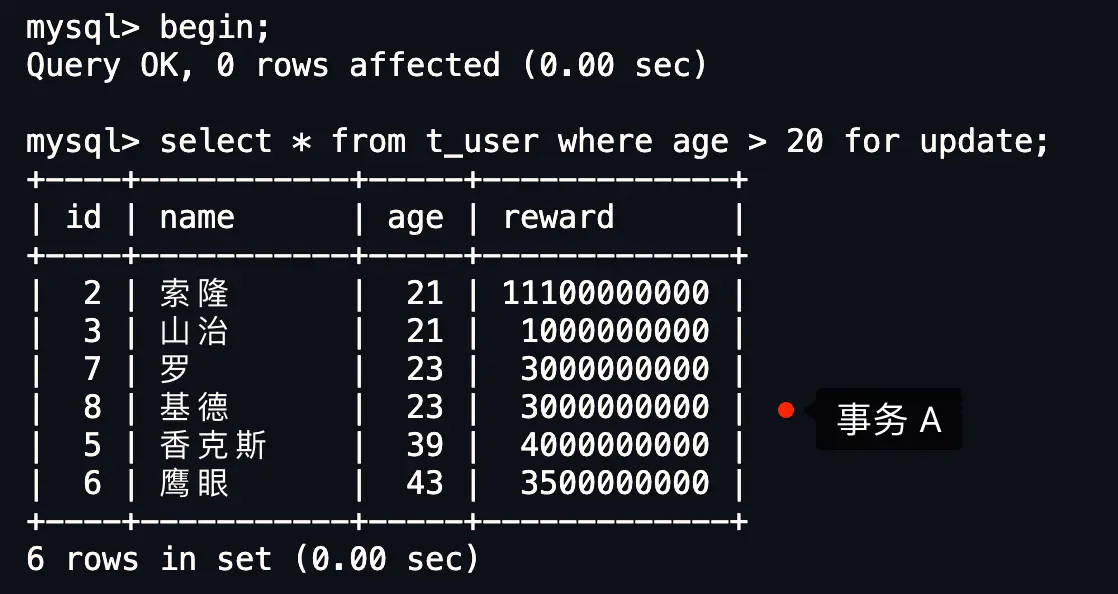 mysql> begin;
Query OK, 0 rows affected (0.00 sec)
mysql> select * from t_user where age > 20 for update;
+----+-----------+-----+-------------+
| id | name      | age | reward      |
+----+-----------+-----+-------------+
|  2 | 索隆      |  21 | 11100000000 |
|  3 | 山治      |  21 |  1000000000 |
|  7 | 罗        |  23 |  3000000000 |
|  8 | 基德      |  23 |  3000000000 | 事务 A
|  5 | 香克斯    |  39 |  4000000000 |
|  6 | 鹰眼      |  43 |  3500000000 |
+----+-----------+-----+-------------+
6 rows in set (0.00 sec)